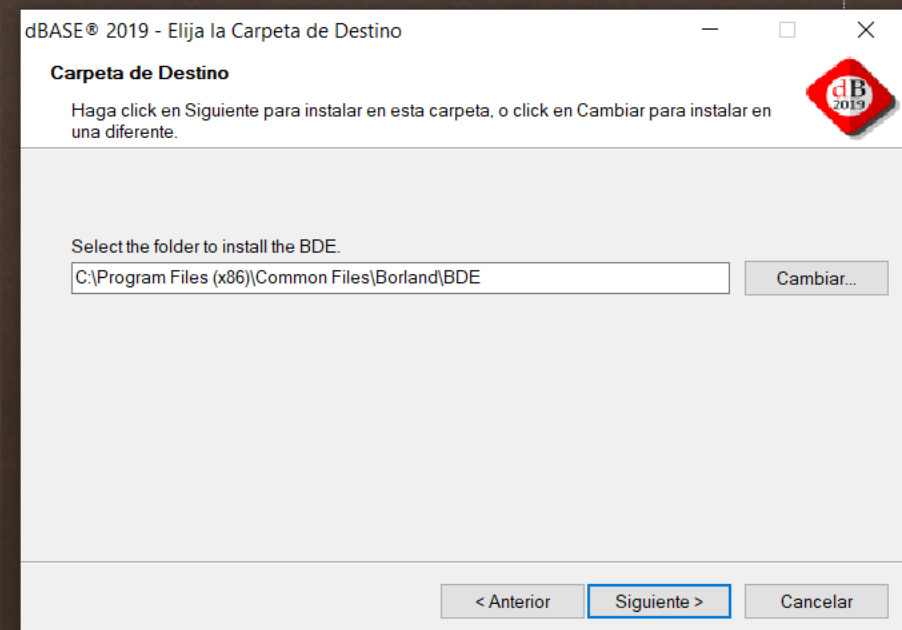 dBASE® 2019 - Elija la Carpeta de Destino
Carpeta de Destino
dB
2019
Haga click en Siguiente para instalar en esta carpeta, o click en Cambiar para instalar en
una diferente.
Select the folder to install the BDE.
C:\Program Files (x86)\Common Files\Borland\BDE
Cambiar...
< Anterior
Siguiente >
Cancelar